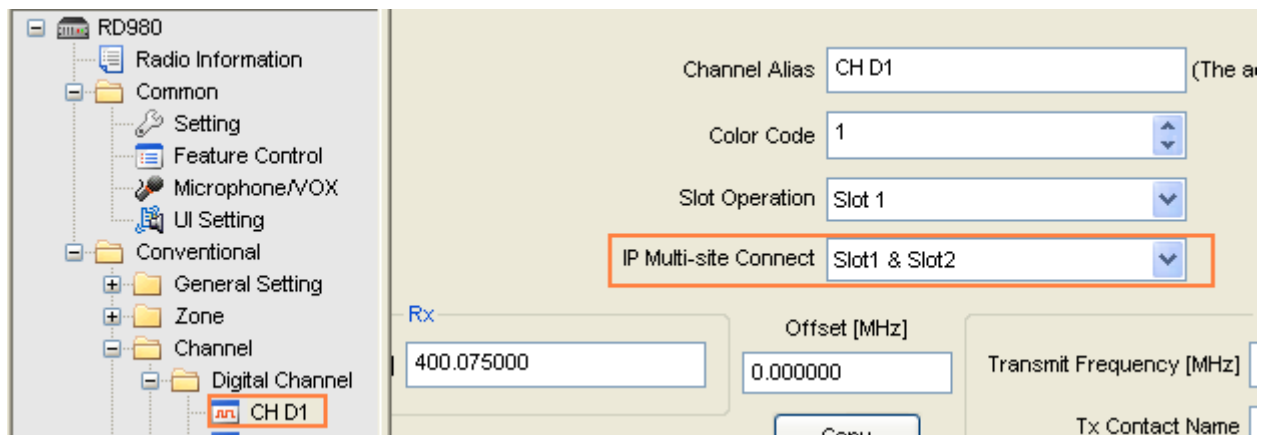 RD980
Radio Information
Common
Setting
Feature Control
Microphone/VOX
UI Setting
Conventional
General Setting
Zone
Channel
Digital Channel
CH D1
Channel Alias CH D1 (The a
Color Code 1
Slot Operation Slot 1
IP Multi-site Connect Slot1 & Slot2
Rx
Offset [MHz]
400.075000 0.000000 Transmit Frequency [MHz]
Copy Tx Contact Name